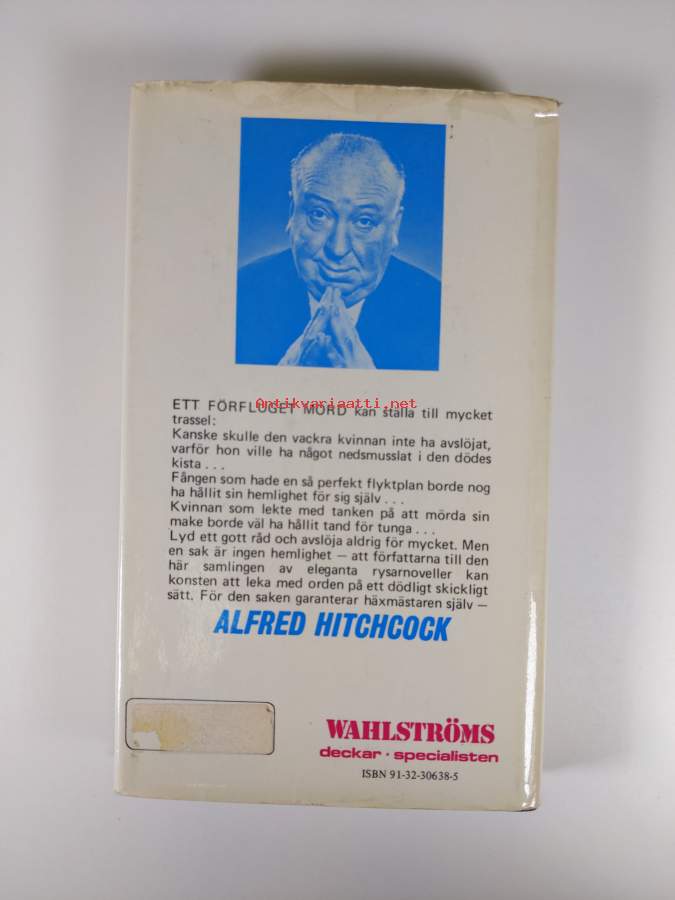 ETT FÖRFLUGET MORD kan ställa till mycket
Antikvariaatti.net
trassel:
Kanske skulle den vackra kvinnan inte ha avslöjat,
varför hon ville ha något nedsmusslat i den dödes
kista . . .
Fången som hade en så perfekt flyktplan borde nog
ha hållit sin hemlighet för sig själv . . .
Kvinnan som lekte med tanken på att mörda sin
make borde väl ha hållit tand för tunga . . .
Lyd ett gott råd och avslöja aldrig för mycket. Men
en sak är ingen hemlighet – att författarna till den
här samlingen av eleganta rysarnoveller kan
konsten att leka med orden på ett dödligt skickligt
sätt. För den saken garanterar häxmästaren själv –
ALFRED HITCHCOCK
WAHLSTRÖMS
deckar · specialisten
ISBN 91-32-30638-5